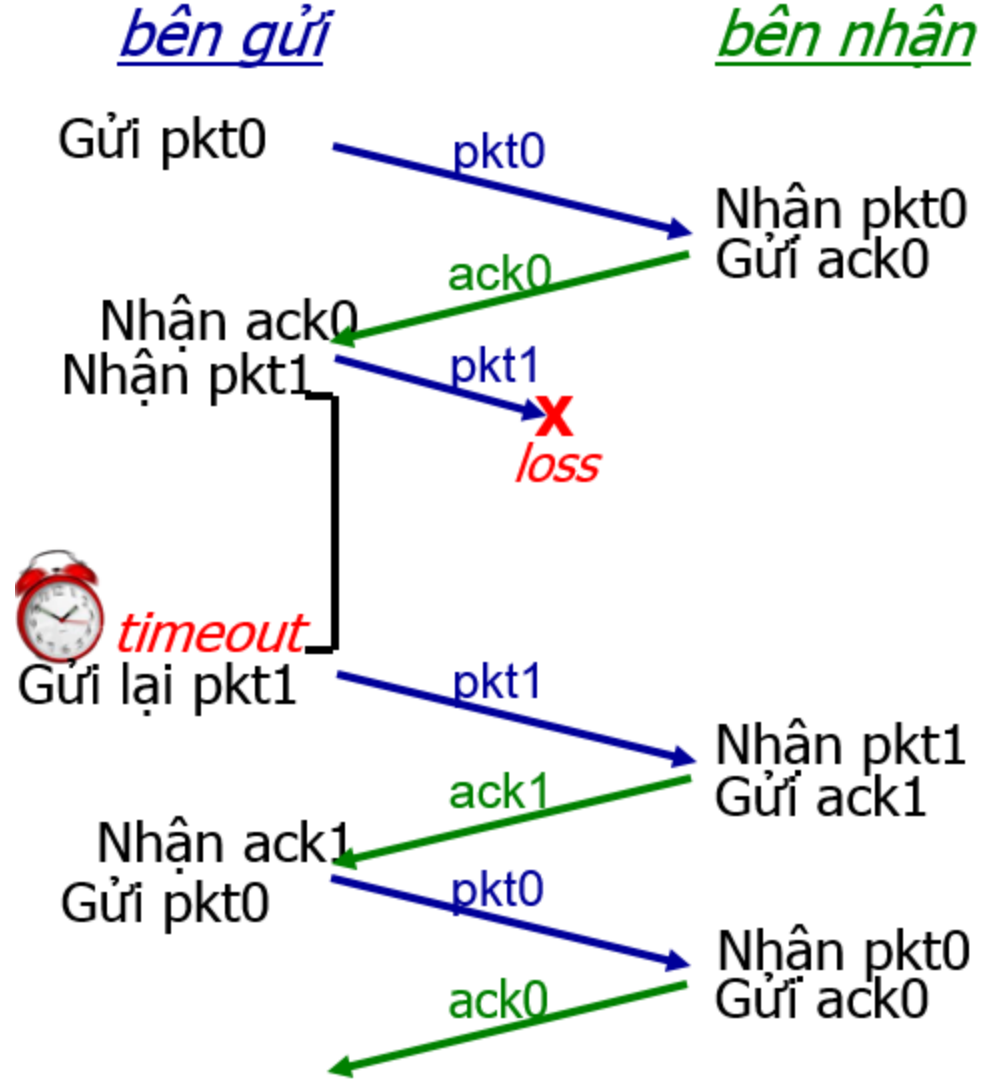 bên gửi
bên nhận
Gửi pkt0
pkt0
Nhận pkt0
Gửi ack0
ack0
Nhận ack0
Nhận pkt1
pkt1
X
loss
timeout
Gửi lại pkt1
pkt1
Nhận pkt1
Gửi ack1
ack1
Nhận ack1
Gửi pkt0
pkt0
Nhận pkt0
Gửi ack0
ack0